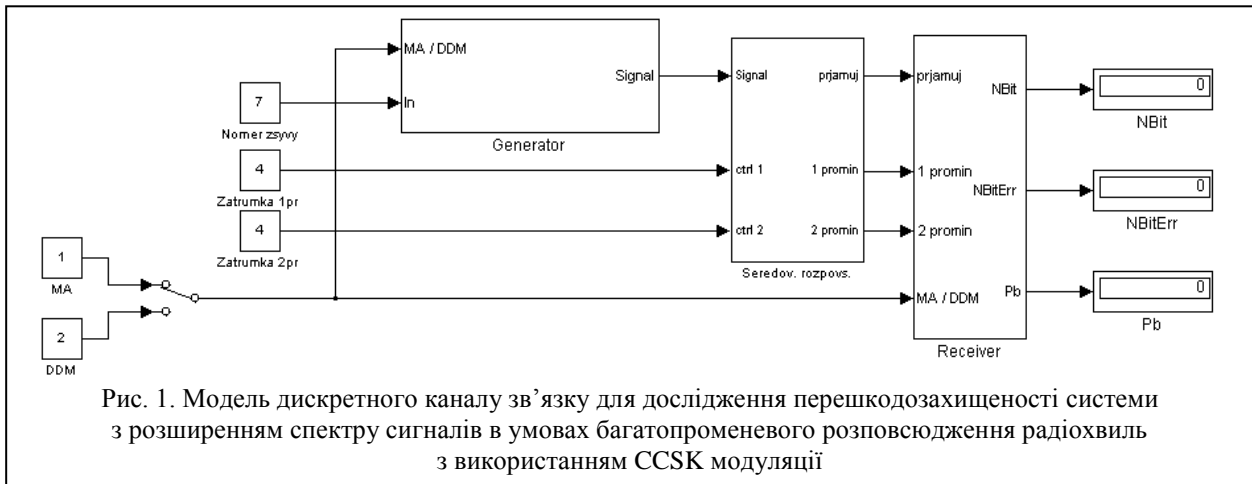 MA / DDM
In
Signal
Generator
7
Nomer zsyvy
4
Zatrumka 1pr
4
Zatrumka 2pr
1
MA
2
DDM
Signal
prjamuj
ctrl 1
1 promin
ctrl 2
2 promin
Seredov. rozpovs.
prjamuj
NBit
1 promin
NBitErr
2 promin
MA / DDM
Pb
Receiver
0
NBit
0
NBitErr
0
Pb
Рис. 1. Модель дискретного каналу зв’язку для дослідження перешкодозахищеності системи
з розширенням спектру сигналів в умовах багатопроменевого розповсюдження радіохвиль
з використанням CCSK модуляції